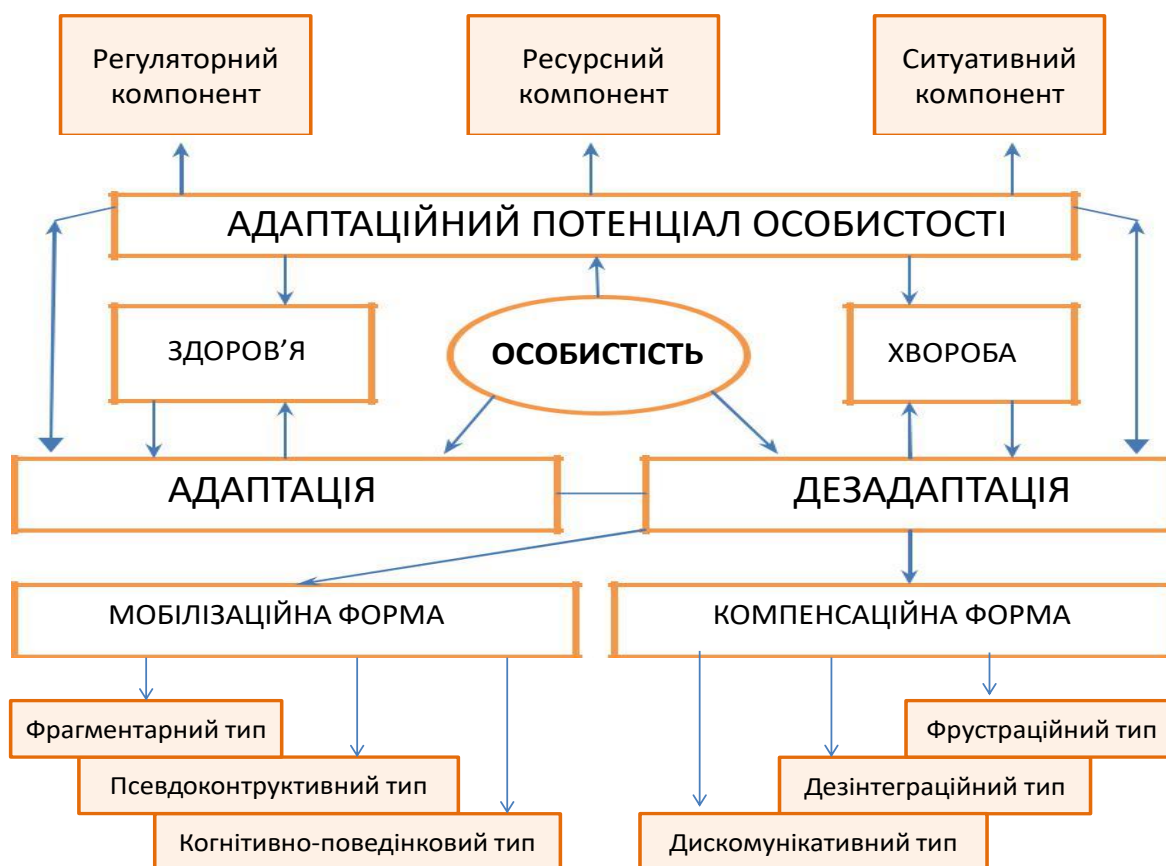 Регуляторний
компонент
Ресурсний
компонент
Ситуативний
компонент
АДАПТАЦІЙНИЙ ПОТЕНЦІАЛ ОСОБИСТОСТІ
ЗДОРОВ’Я
ОСОБИСТІСТЬ
ХВОРОБА
АДАПТАЦІЯ
ДЕЗАДАПТАЦІЯ
МОБІЛІЗАЦІЙНА ФОРМА
КОМПЕНСАЦІЙНА ФОРМА
Фрагментарний тип
Фрустраційний тип
Псевдоконтруктивний тип
Дезінтеграційний тип
Когнітивно-поведінковий тип
Дискомунікативний тип